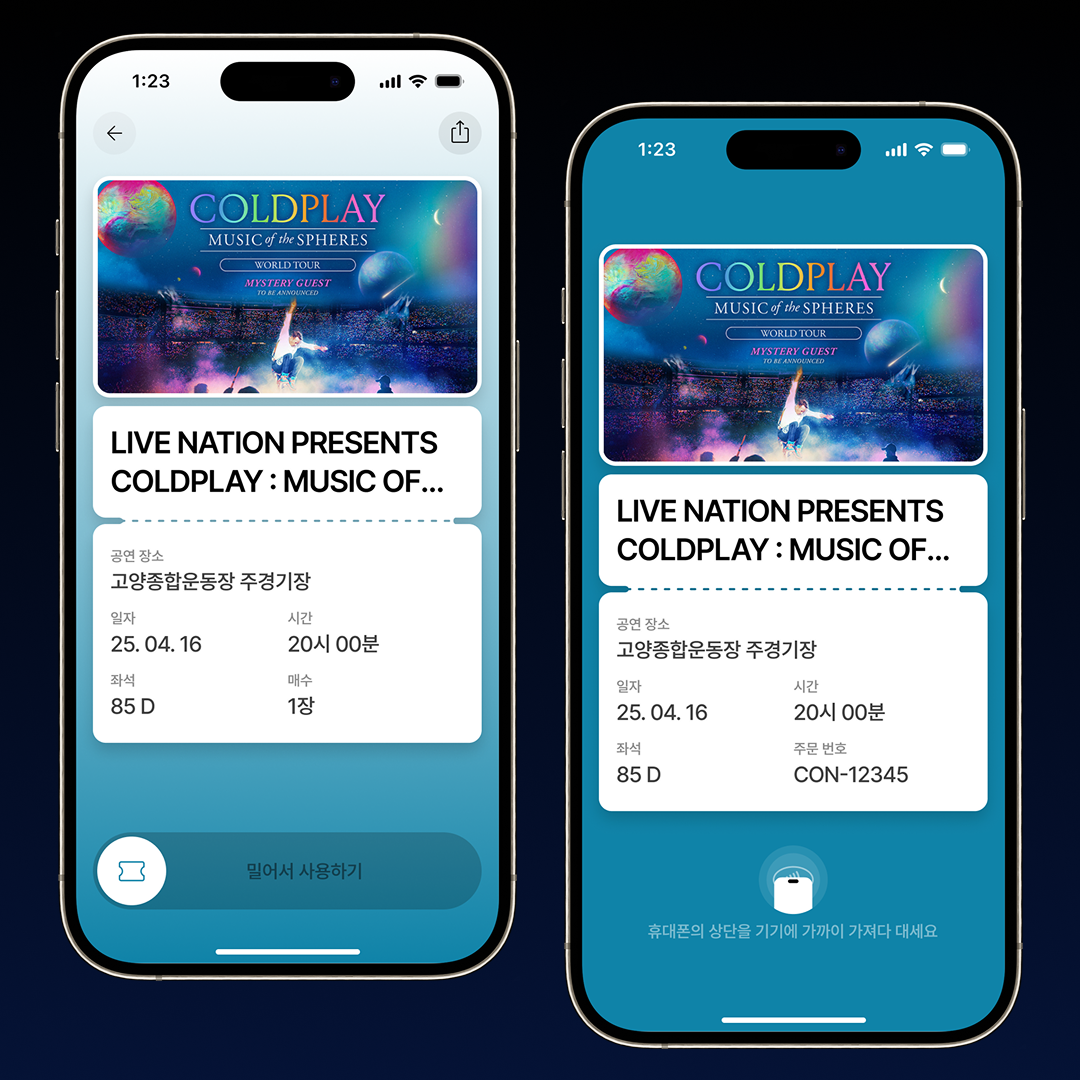 1:23
COLDPLAY
MUSIC of the SPHERES
WORLD TOUR
MYSTERY GUEST
TO BE ANNOUNCED
LIVE NATION PRESENTS
COLDPLAY : MUSIC OF...
공연 장소
고양종합운동장 주경기장
일자 시간
25. 04. 16 20시 00분
좌석 매수
85 D 1장
밀어서 사용하기
1:23
COLDPLAY
MUSIC of the SPHERES
WORLD TOUR
MYSTERY GUEST
TO BE ANNOUNCED
LIVE NATION PRESENTS
COLDPLAY : MUSIC OF...
공연 장소
고양종합운동장 주경기장
일자 시간
25. 04. 16 20시 00분
좌석 주문 번호
85 D CON-12345
휴대폰의 상단을 기기에 가까이 가져다 대세요